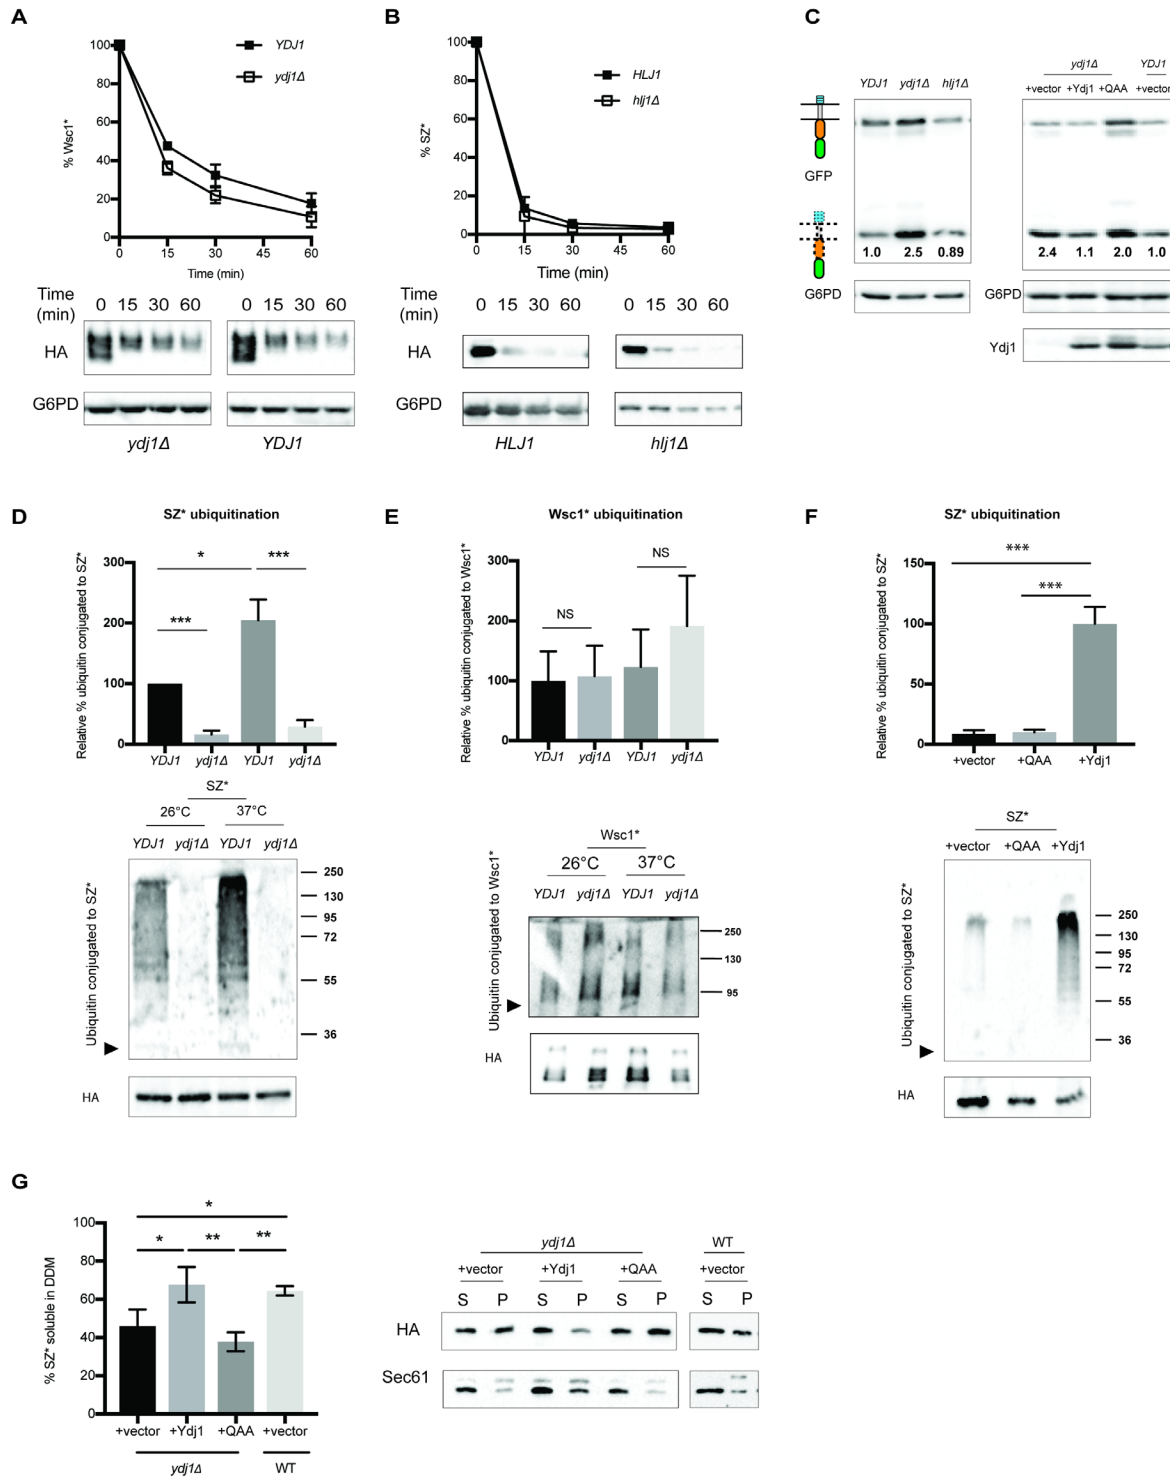 A
100
80
60
40
20
0
% Wsc1*
YDJ1
ydj1Δ
0 15 30 45 60
Time (min)
Time
(min)
0 15 30 60 0 15 30 60
HA
G6PD
ydj1Δ YDJ1
B
100
80
60
40
20
0
% SZ*
HLJ1
hlj1Δ
0 15 30 45 60
Time (min)
Time
(min)
0 15 30 60 0 15 30 60
HA
G6PD
HLJ1 hlj1Δ
C
YDJ1 ydj1Δ hlj1Δ
GFP
1.0 2.5 0.89
G6PD
ydj1Δ YDJ1
+vector +Ydj1 +QAA +vector
2.4 1.1 2.0 1.0
G6PD
Ydj1
D
SZ* ubiquitination
Relative % ubiquitin conjugated to SZ*
300
200
100
0
* ***
***
YDJ1 ydj1Δ YDJ1 ydj1Δ
SZ*
26°C 37°C
YDJ1 ydj1Δ YDJ1 ydj1Δ
Ubiquitin conjugated to SZ*
250
130
95
72
55
36
HA
E
Wsc1* ubiquitination
Relative % ubiquitin conjugated to Wsc1*
300
200
100
0
NS
NS
YDJ1 ydj1Δ YDJ1 ydj1Δ
Wsc1*
26°C 37°C
YDJ1 ydj1Δ YDJ1 ydj1Δ
Ubiquitin conjugated to Wsc1*
250
130
95
HA
F
SZ* ubiquitination
Relative % ubiquitin conjugated to SZ*
150
100
50
0
***
***
+vector +QAA +Ydj1
SZ*
+vector +QAA +Ydj1
Ubiquitin conjugated to SZ*
250
130
95
72
55
36
HA
G
% SZ* soluble in DDM
100
80
60
40
20
0
*
* ** **
+vector +Ydj1 +QAA +vector
ydj1Δ WT
ydj1Δ WT
+vector +Ydj1 +QAA +vector
S P S P S P S P
HA
Sec61